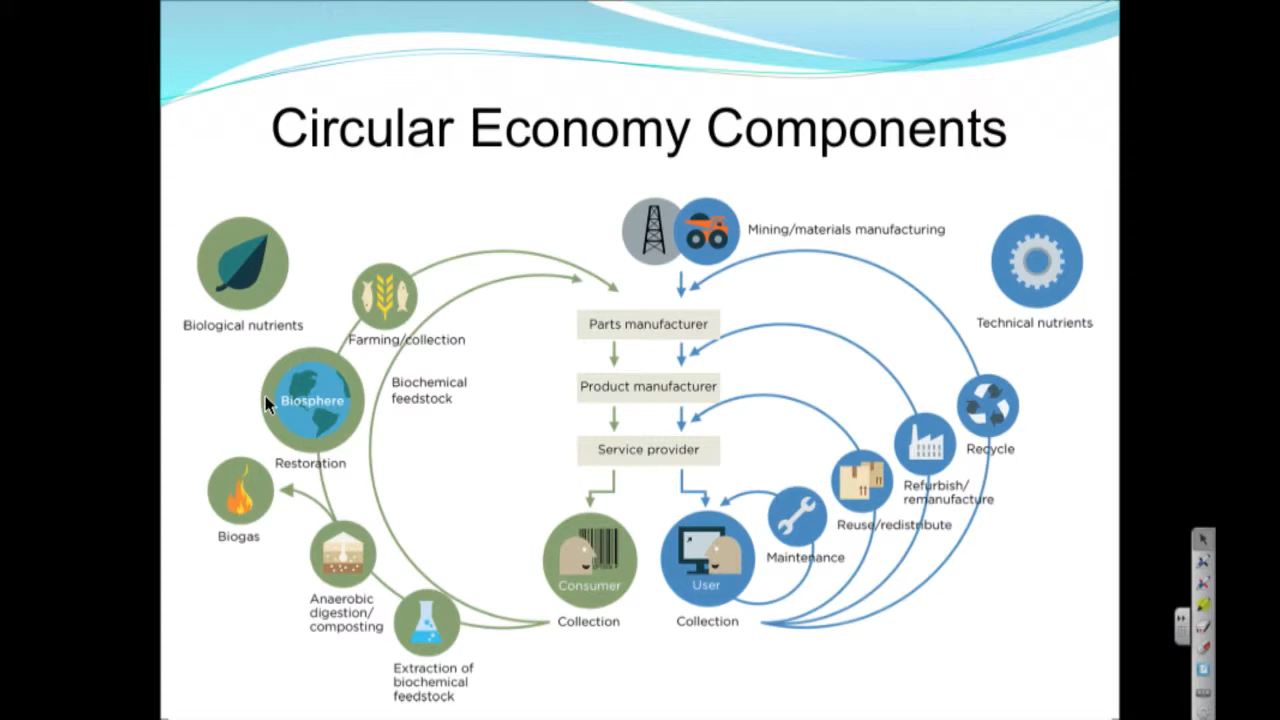 Circular Economy Components
Mining/materials manufacturing
Biological nutrients
Technical nutrients
Farming/collection
Parts manufacturer
Biochemical
feedstock
Product manufacturer
Biosphere
Service provider
Recycle
Restoration
Refurbish/
remanufacture
Reuse/redistribute
Biogas
Maintenance
Consumer
User
Anaerobic
digestion/
composting
Collection
Collection
Extraction of
biochemical
feedstock